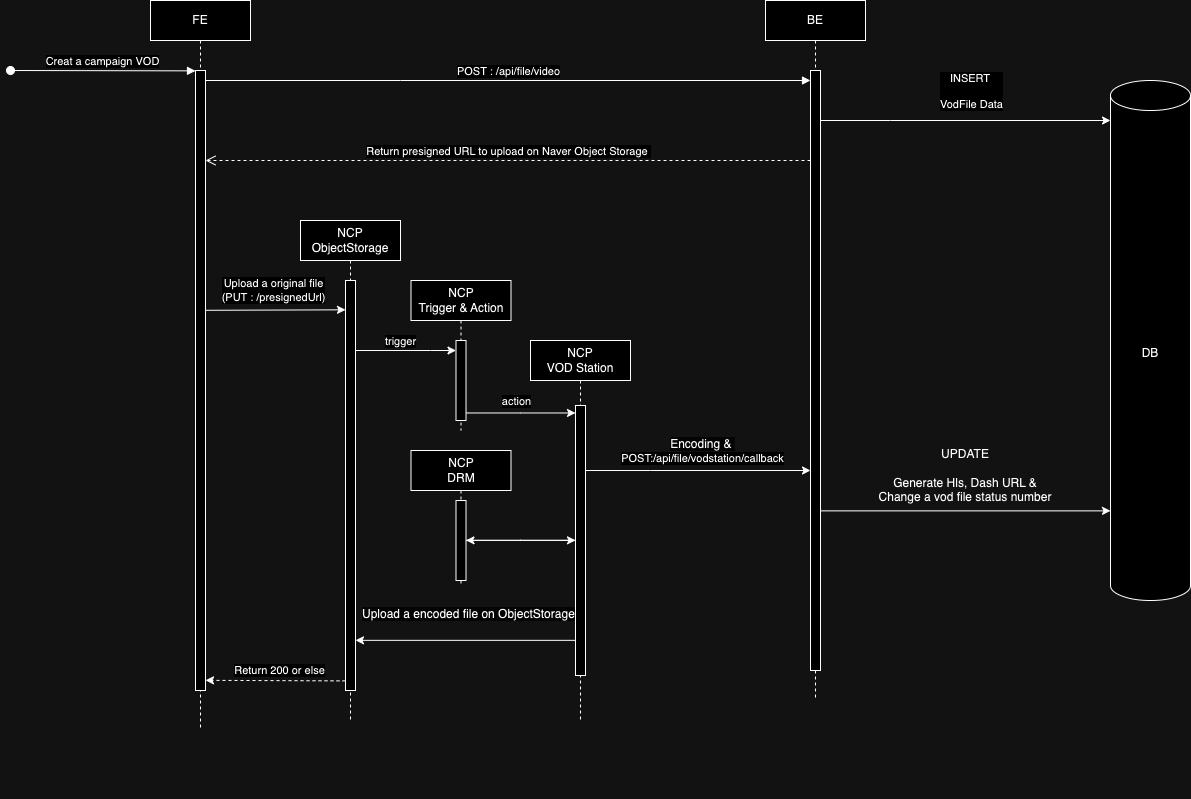 FE
BE
Creat a campaign VOD
POST : /api/file/video
INSERT
VodFile Data
Return presigned URL to upload on Naver Object Storage
NCP
ObjectStorage
Upload a original file
(PUT : /presignedUrl)
NCP
Trigger & Action
trigger
NCP
VOD Station
DB
action
Encoding &
POST:/api/file/vodstation/callback
NCP
DRM
UPDATE
Generate Hls, Dash URL &
Change a vod file status number
Upload a encoded file on ObjectStorage
Return 200 or else